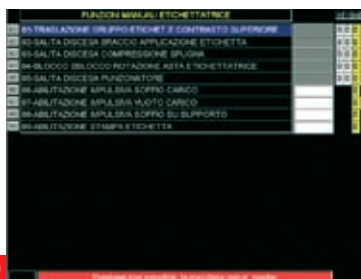 FUNZIONI MANUALI ETICHETTATRICE
01-TRASLAZIONE GRUPPO ETICHET.E CONTRASTO SUPERIORE
02-SALITA DISCESA BRACCIO APPLICAZIONE ETICHETTA
03-SALITA DISCESA COMPRESSIONE SPUGNA
04-BLOCCO SBLOCCO ROTAZIONE ASTA ETICHETTATRICE
05-SALITA DISCESA PUNZONATORE
06-ABILITAZIONE IMPULSIVA SOFFIO CARICO
07-ABILITAZIONE IMPULSIVA VUOTO CARICO
08-ABILITAZIONE IMPULSIVA SOFFIO SU SUPPORTO
09-ABILITAZIONE STAMPA ETICHETTA